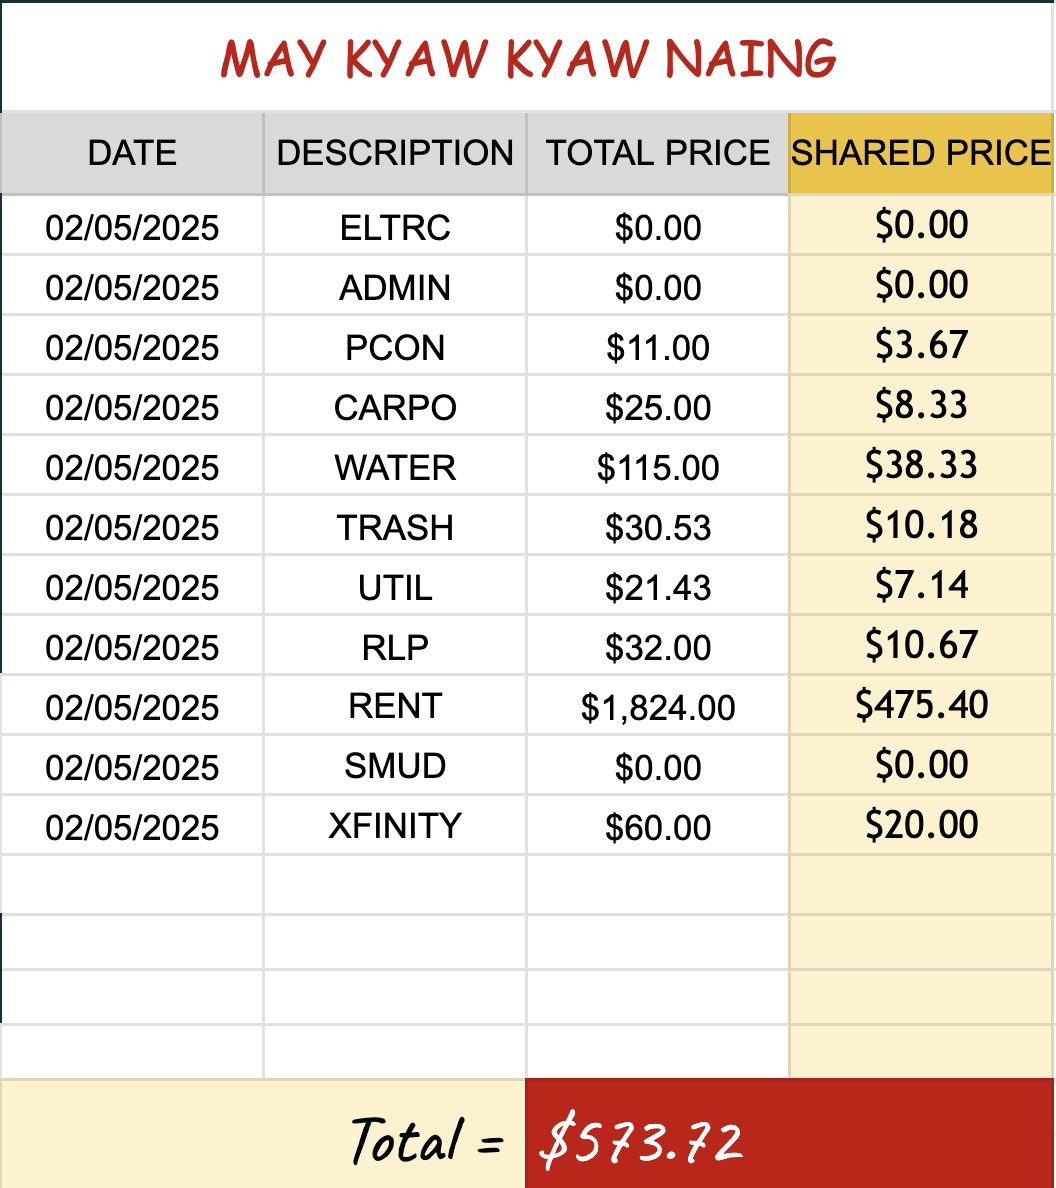 MAY KYAW KYAW NAING
DATE DESCRIPTION TOTAL PRICE SHARED PRICE
02/05/2025 ELTRC $0.00 $0.00
02/05/2025 ADMIN $0.00 $0.00
02/05/2025 PCON $11.00 $3.67
02/05/2025 CARPO $25.00 $8.33
02/05/2025 WATER $115.00 $38.33
02/05/2025 TRASH $30.53 $10.18
02/05/2025 UTIL $21.43 $7.14
02/05/2025 RLP $32.00 $10.67
02/05/2025 RENT $1,824.00 $475.40
02/05/2025 SMUD $0.00 $0.00
02/05/2025 XFINITY $60.00 $20.00
Total = $573.72